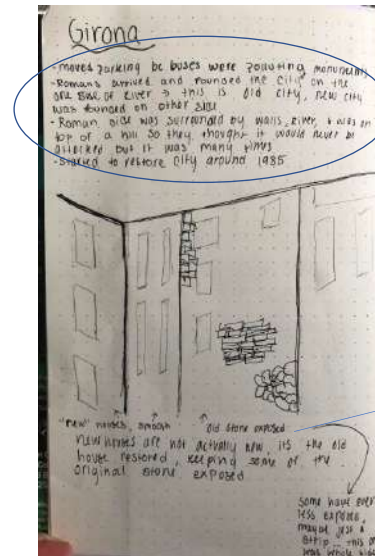 Girona
- moved parking bc buses were polluting monuments
- Romans arrived and founded the city on the
one side of river → this is old city, new city
was founded on other side
- Roman side was surrounded by walls, river, + was on
top of a hill so they thought it would never be
attacked but it was many times
- Started to restore city around 1985
"new" houses, smooth old stone exposed
new houses are not actually new, its the old
house restored, keeping some of the
original stone exposed
some have even
less exposed,
maybe just a
strip... this